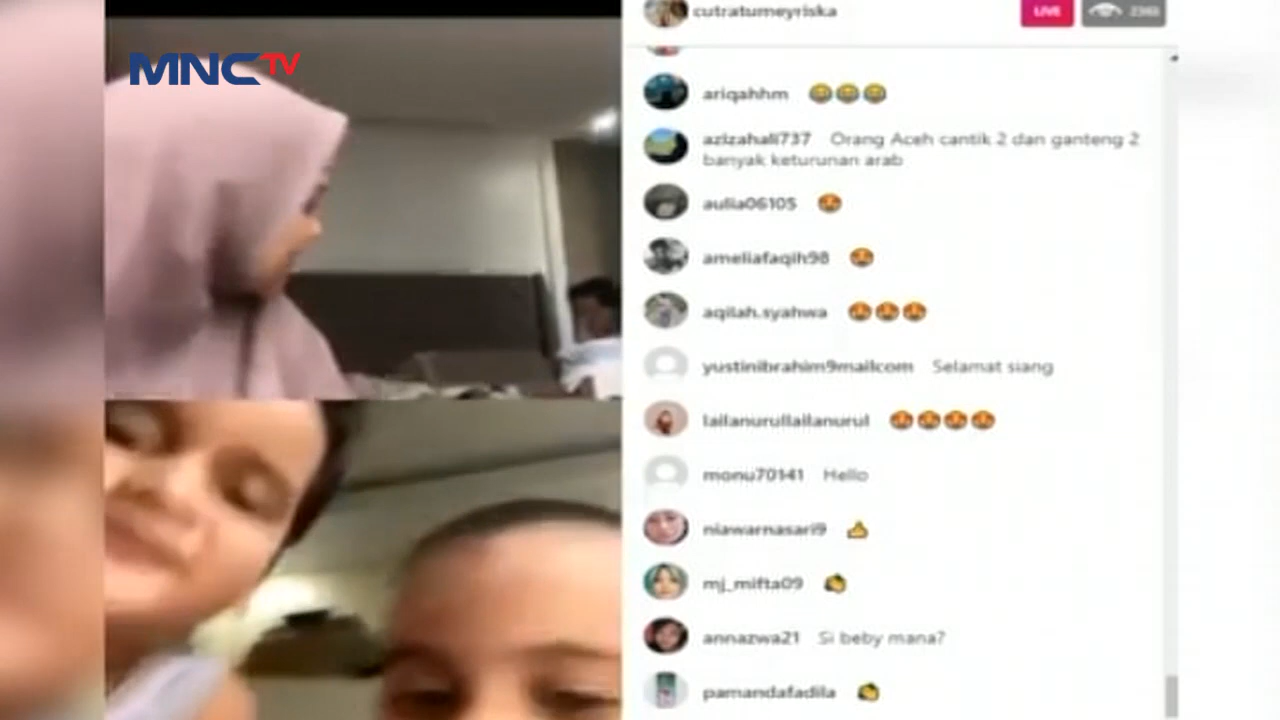 MNCTV
cutratumeyriska
LIVE
ariqahhm 😂😂😂
azizahali737 Orang Aceh cantik 2 dan ganteng 2
banyak keturunan arab
aulia06105 🤩
ameliafaqih98 🤩
aqilah.syahwa 🤩🤩🤩
yustinibrahim9mailcom Selamat siang
lailanurullailanurul 🤩🤩🤩🤩
monu70141 Hello
niawarnasari9 👍
mj_mifta09
annazwa21 Si beby mana?
pamandafadila